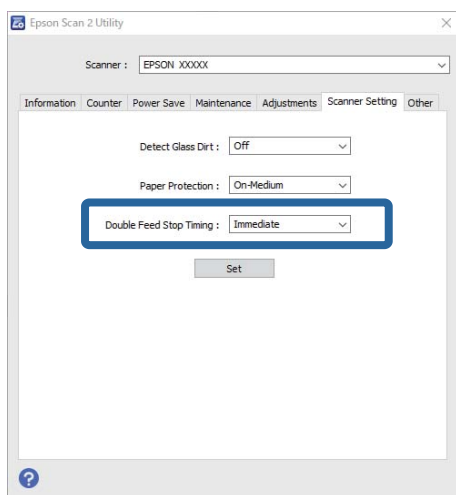 Epson Scan 2 Utility
Scanner : EPSON XXXXX
Information Counter Power Save Maintenance Adjustments Scanner Setting Other
Detect Glass Dirt : Off
Paper Protection : On-Medium
Double Feed Stop Timing : Immediate
Set
?